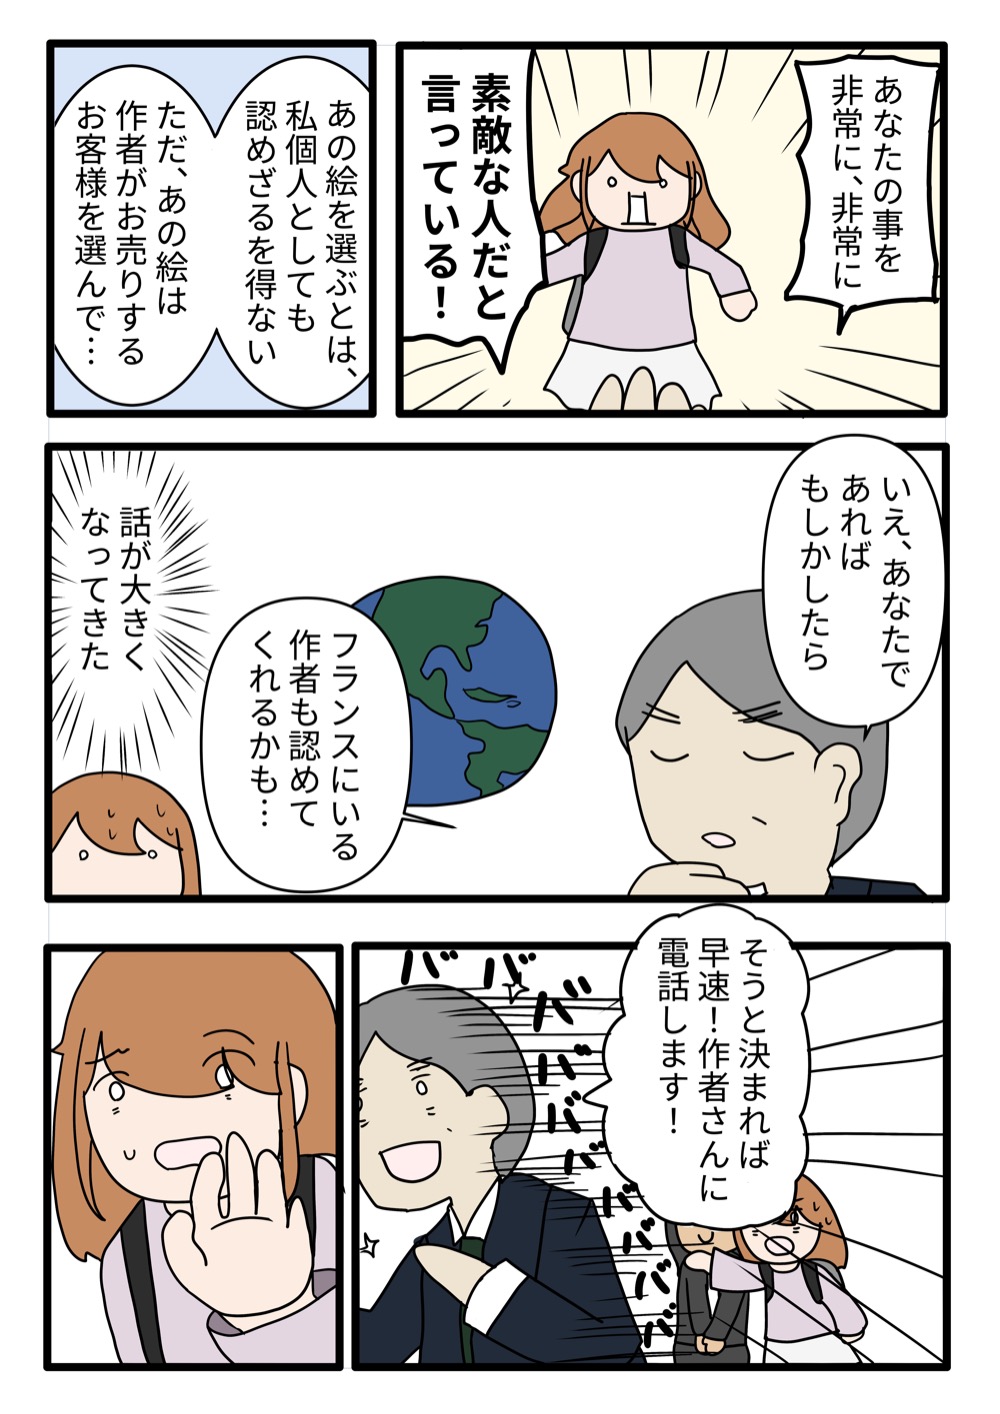 あなたの事を
非常に、非常に
素敵な人だと
言っている！
あの絵を選ぶとは、
私個人としても
認めざるを得ない
ただ、あの絵は
作者がお売りする
お客様を選んで…
いえ、あなたで
あれば
もしかしたら
フランスにいる
作者も認めて
くれるかも…
話が大きく
なってきた
そうと決まれば
早速！作者さんに
電話します！
バババババババババ